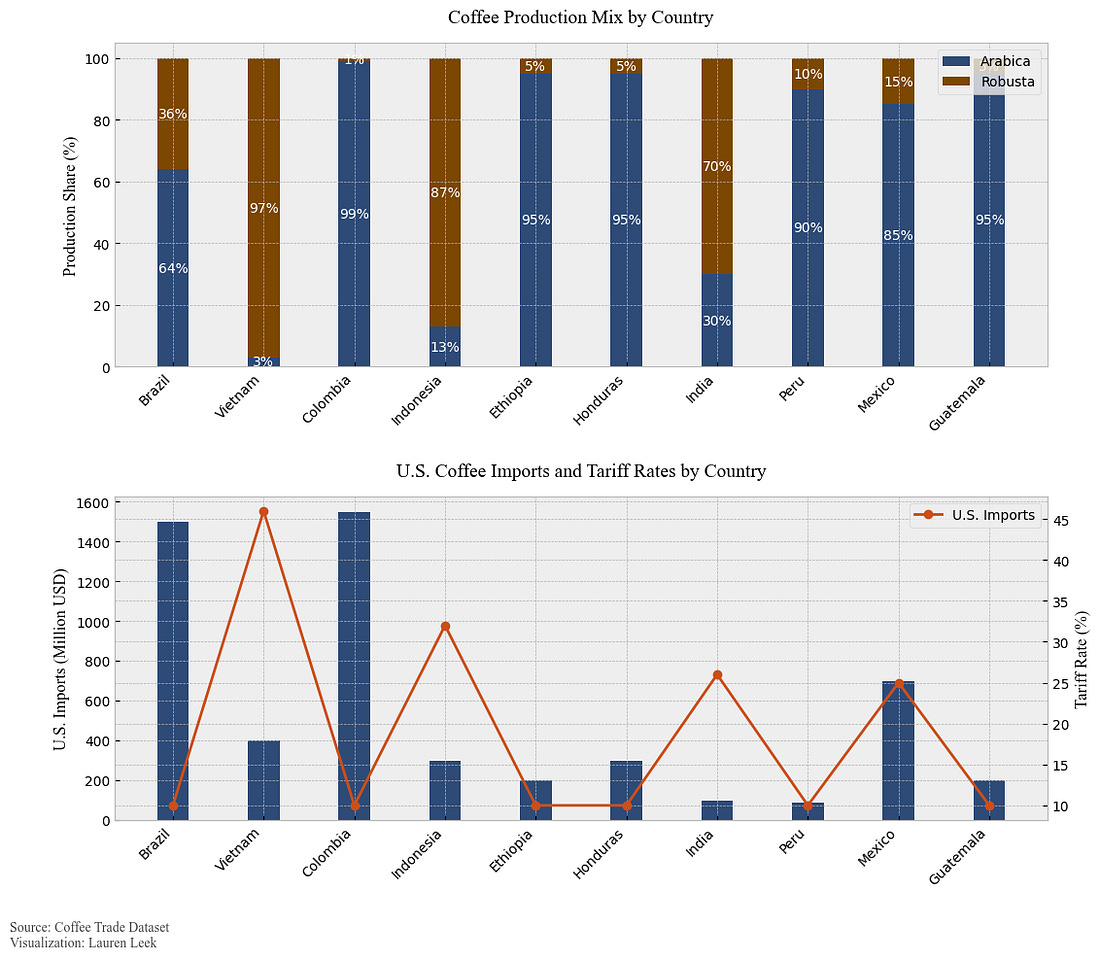 Coffee Production Mix by Country
Production Share (%)
100
80
60
40
20
0
Arabica
Robusta
36%
64%
97%
3%
1%
99%
87%
13%
5%
95%
5%
95%
70%
30%
10%
90%
15%
85%
95%
Brazil
Vietnam
Colombia
Indonesia
Ethiopia
Honduras
India
Peru
Mexico
Guatemala
U.S. Coffee Imports and Tariff Rates by Country
U.S. Imports (Million USD)
1600
1400
1200
1000
800
600
400
200
0
U.S. Imports
45
40
35
30
25
20
15
10
Tariff Rate (%)
Brazil
Vietnam
Colombia
Indonesia
Ethiopia
Honduras
India
Peru
Mexico
Guatemala
Source: Coffee Trade Dataset
Visualization: Lauren Leek